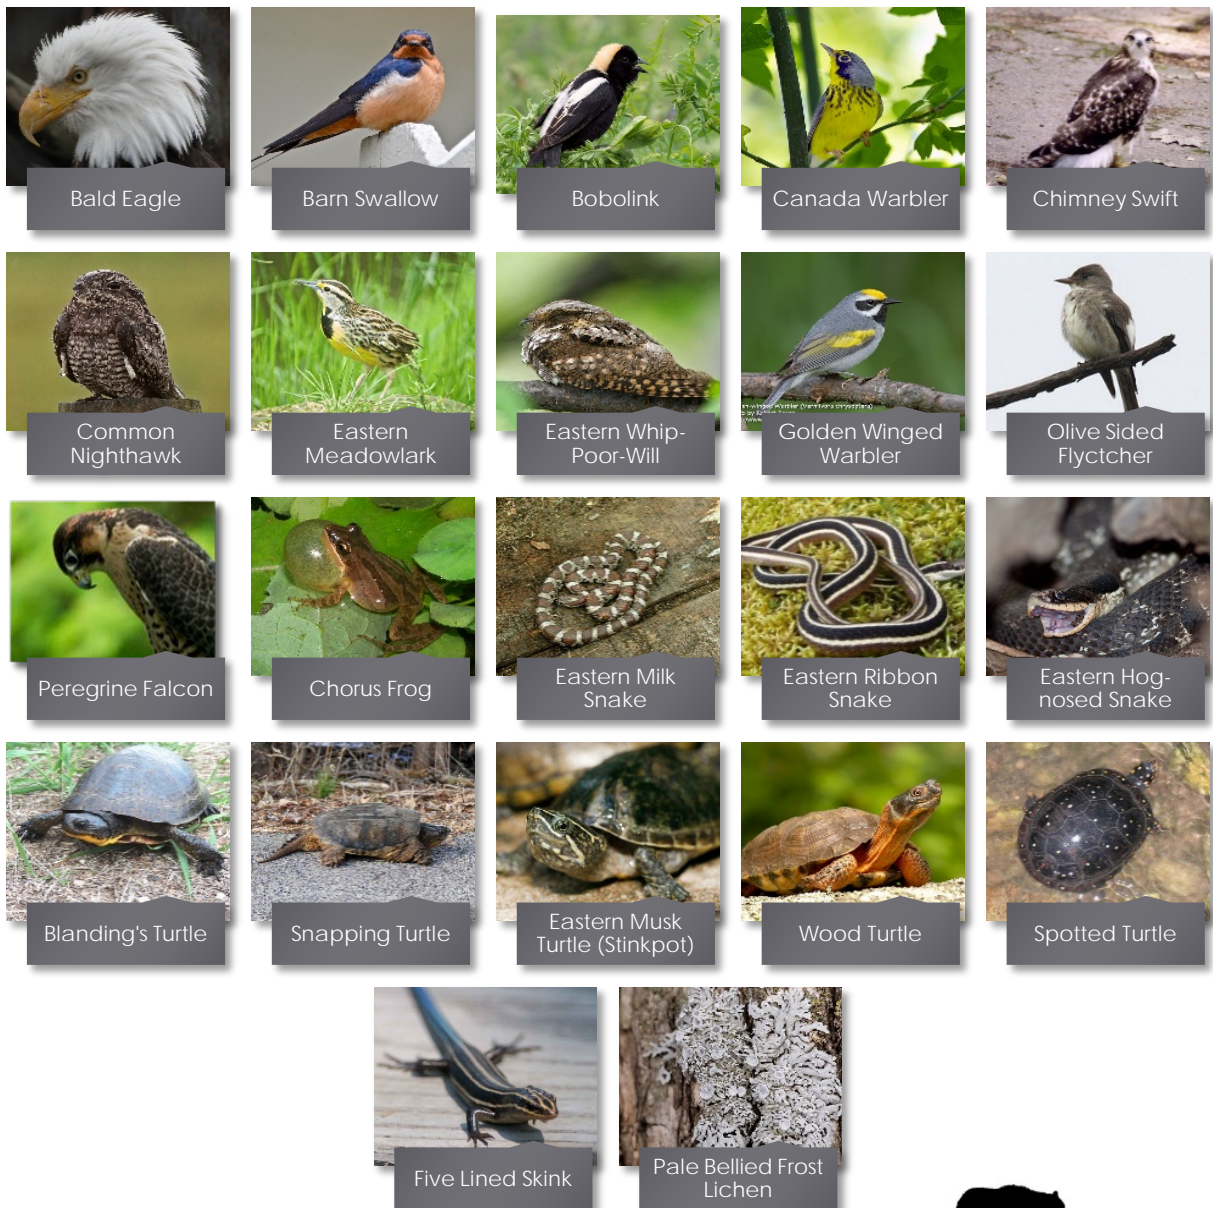 Bald Eagle
Barn Swallow
Bobolink
Canada Warbler
Chimney Swift
Common
Nighthawk
Eastern
Meadowlark
Eastern Whip-
Poor-Will
Golden Winged
Warbler
Olive Sided
Flyctcher
Peregrine Falcon
Chorus Frog
Eastern Milk
Snake
Eastern Ribbon
Snake
Eastern Hog-
nosed Snake
Blanding's Turtle
Snapping Turtle
Eastern Musk
Turtle (Stinkpot)
Wood Turtle
Spotted Turtle
Five Lined Skink
Pale Bellied Frost
Lichen